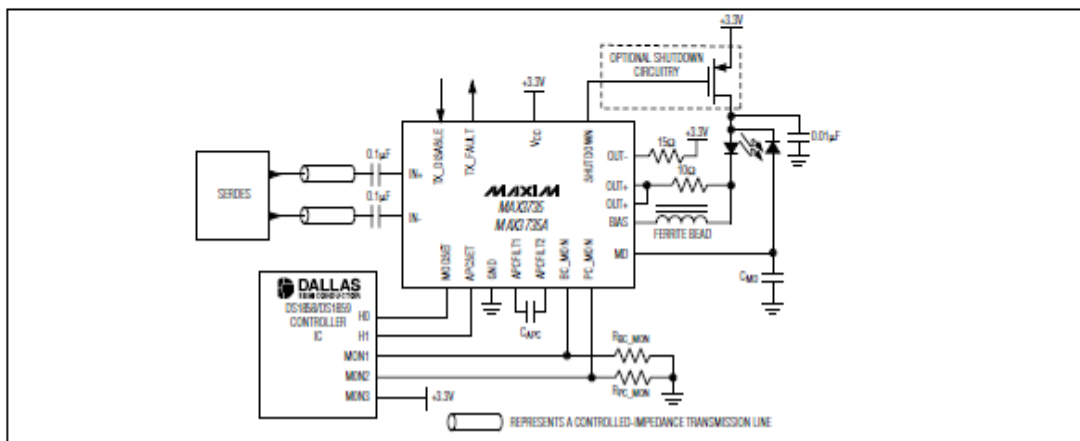 +3.3V
OPTIONAL SHUTDOWN
CIRCUITRY
+3.3V
0.01µF
TX_DISABLE
TX_FAULT
VCC
SHUTDOWN
15Ω
+3.3V
OUT-
10Ω
OUT+
OUT+
BIAS
FERRITE BEAD
MD
CMD
SERDES
0.1µF
IN+
0.1µF
IN-
MAXIM
MAX3735
MAX3735A
MODSET
APCSET
GND
APCFILT1
APCFILT2
BC_MON
PC_MON
CAPC
DALLAS
SEMICONDUCTOR
DS1858/DS1859
CONTROLLER
IC
H0
H1
MON1
MON2
MON3
+3.3V
RBC_MON
RPC_MON
REPRESENTS A CONTROLLED-IMPEDANCE TRANSMISSION LINE